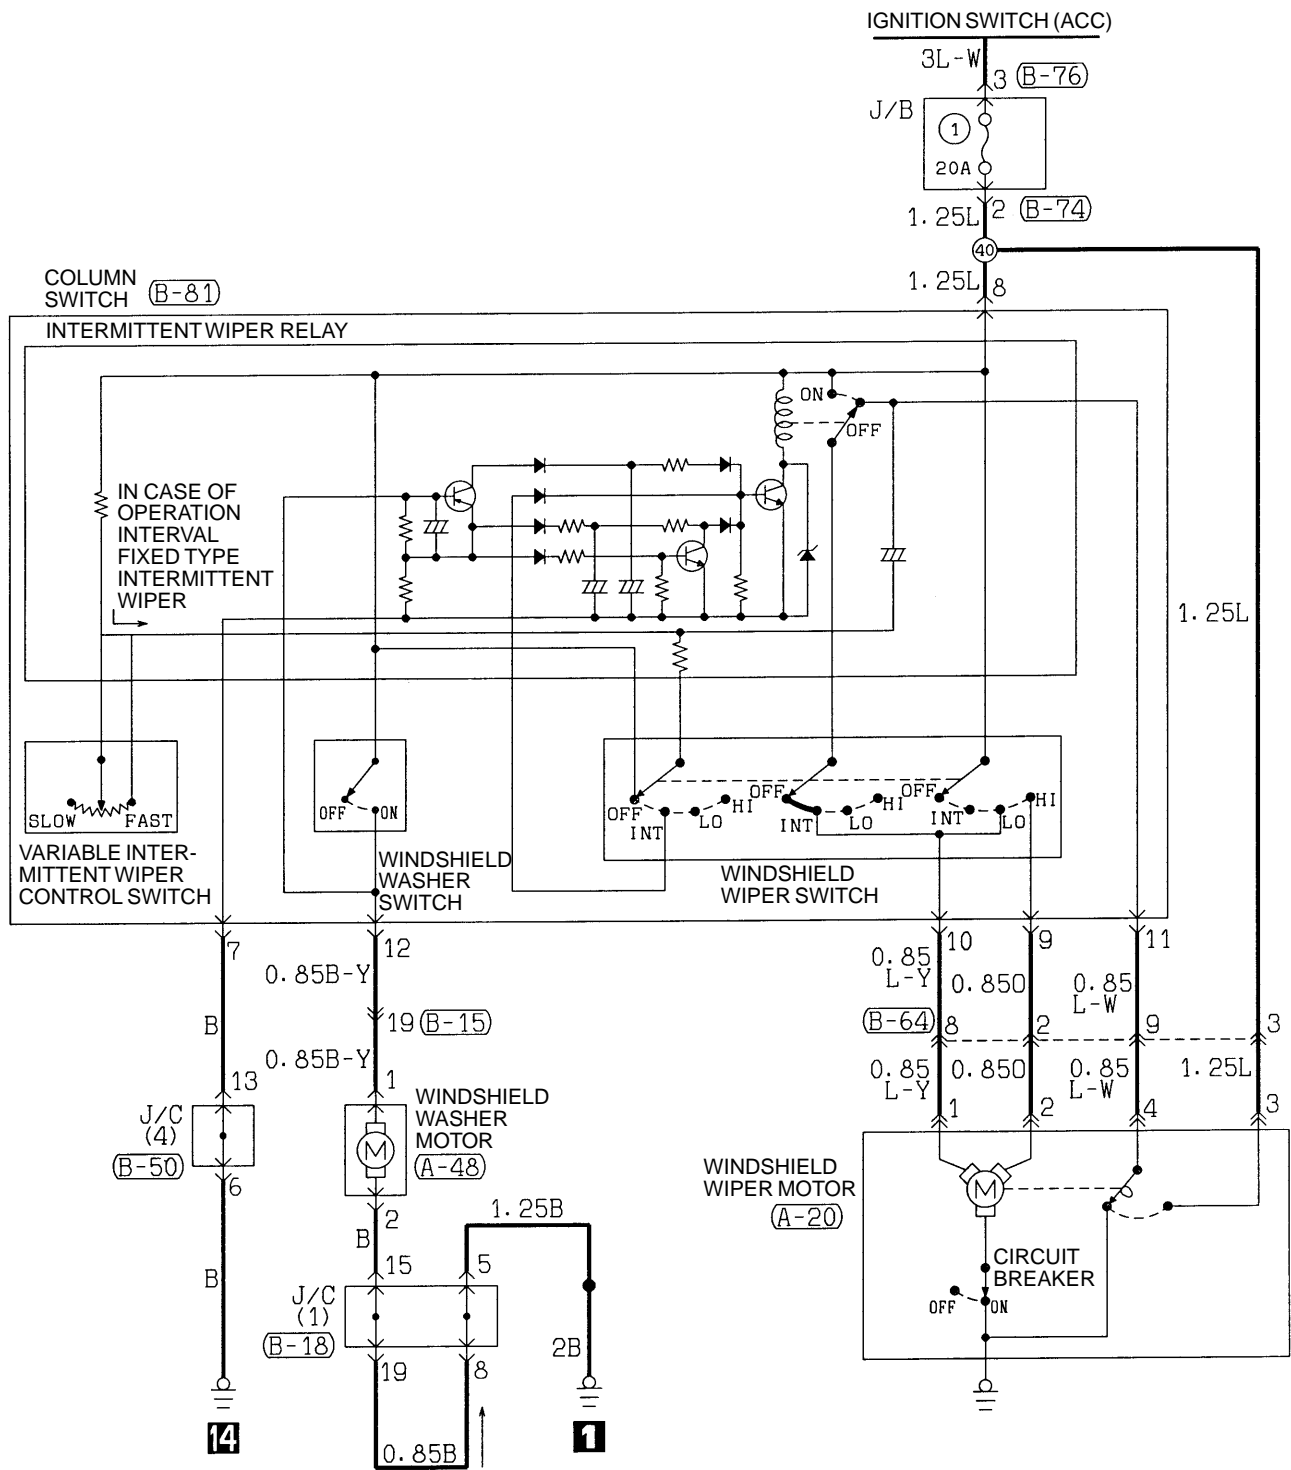 IGNITION SWITCH (ACC)
3L-W
3 B-76
J/B
1
20A
1.25L 2 B-74
40
1.25L 8
COLUMN
SWITCH B-81
INTERMITTENT WIPER RELAY
ON
OFF
IN CASE OF
OPERATION
INTERVAL
FIXED TYPE
INTERMITTENT
WIPER
1.25L
SLOW FAST
VARIABLE INTER-
MITTENT WIPER
CONTROL SWITCH
OFF ON
WINDSHIELD
WASHER
SWITCH
OFF INT LO HI
OFF INT LO HI
OFF INT LO HI
WINDSHIELD
WIPER SWITCH
7 12 10 9 11
0.85B-Y
0.85
L-Y
0.85O
0.85
L-W
B
19 B-15
B-64 8 2 9 3
0.85B-Y
0.85
L-Y
0.85O
0.85
L-W
1.25L
13 1 1 2 4 3
J/C
(4)
B-50
6
WINDSHIELD
WASHER
MOTOR
A-48
M
2
B
WINDSHIELD
WIPER MOTOR
A-20
M
CIRCUIT
BREAKER
OFF ON
B
1.25B
15 5
J/C
(1)
B-18
19 8
2B
0.85B
14
1